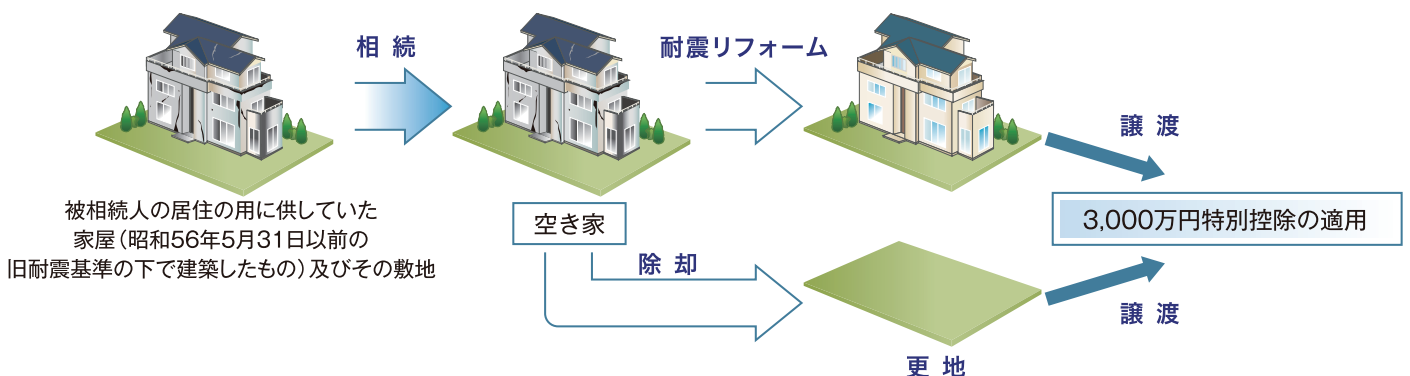 相続
耐震リフォーム
譲渡
被相続人の居住の用に供していた
家屋（昭和56年5月31日以前の
旧耐震基準の下で建築したもの）及びその敷地
空き家
3,000万円特別控除の適用
除却
譲渡
更地